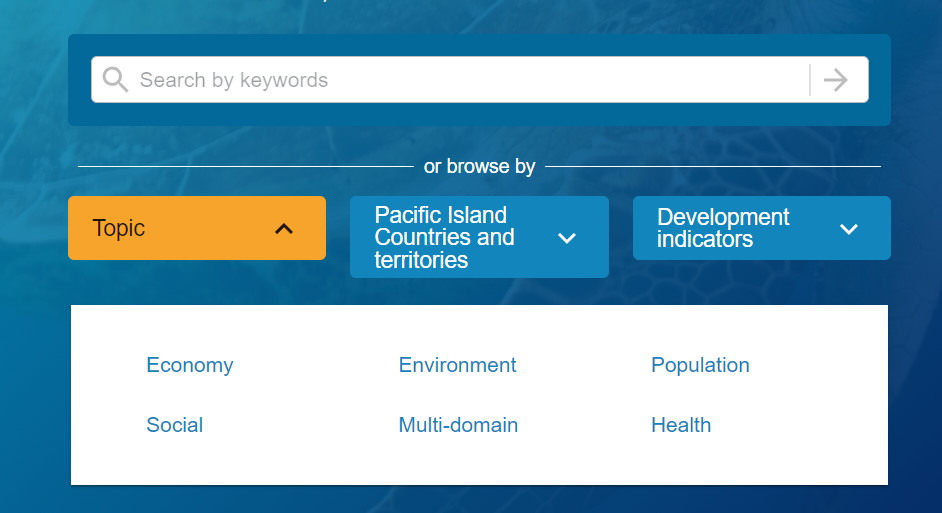 Search by keywords
or browse by
Topic
Pacific Island
Countries and
territories
Development
indicators
Economy
Environment
Population
Social
Multi-domain
Health